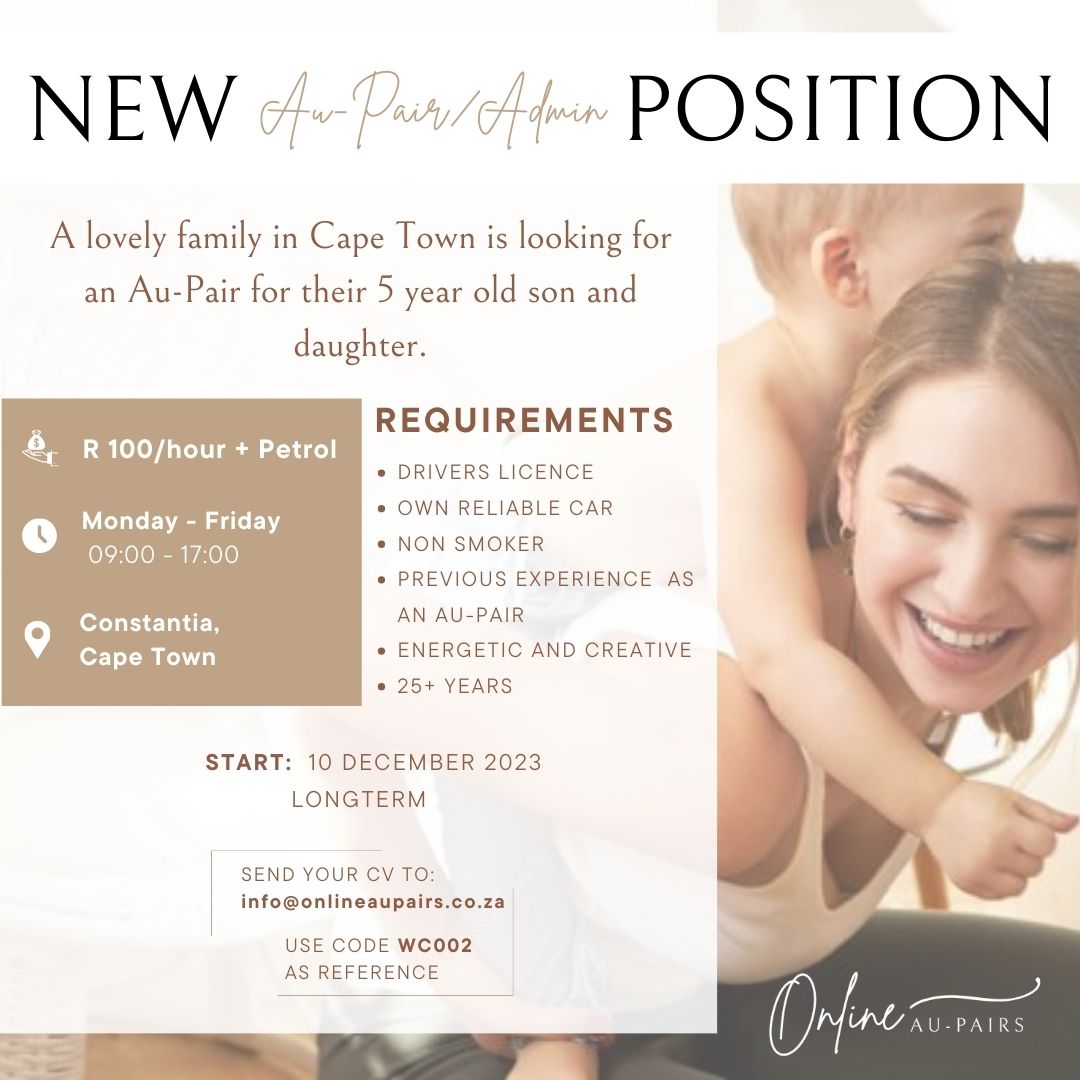 NEW Au-Pair/Admin POSITION
A lovely family in Cape Town is looking for
an Au-Pair for their 5 year old son and
daughter.
R 100/hour + Petrol
Monday - Friday
09:00 - 17:00
Constantia,
Cape Town
REQUIREMENTS
• DRIVERS LICENCE
• OWN RELIABLE CAR
• NON SMOKER
• PREVIOUS EXPERIENCE AS
AN AU-PAIR
• ENERGETIC AND CREATIVE
• 25+ YEARS
START: 10 DECEMBER 2023
LONGTERM
SEND YOUR CV TO:
info@onlineaupairs.co.za
USE CODE WC002
AS REFERENCE
Online AU-PAIRS